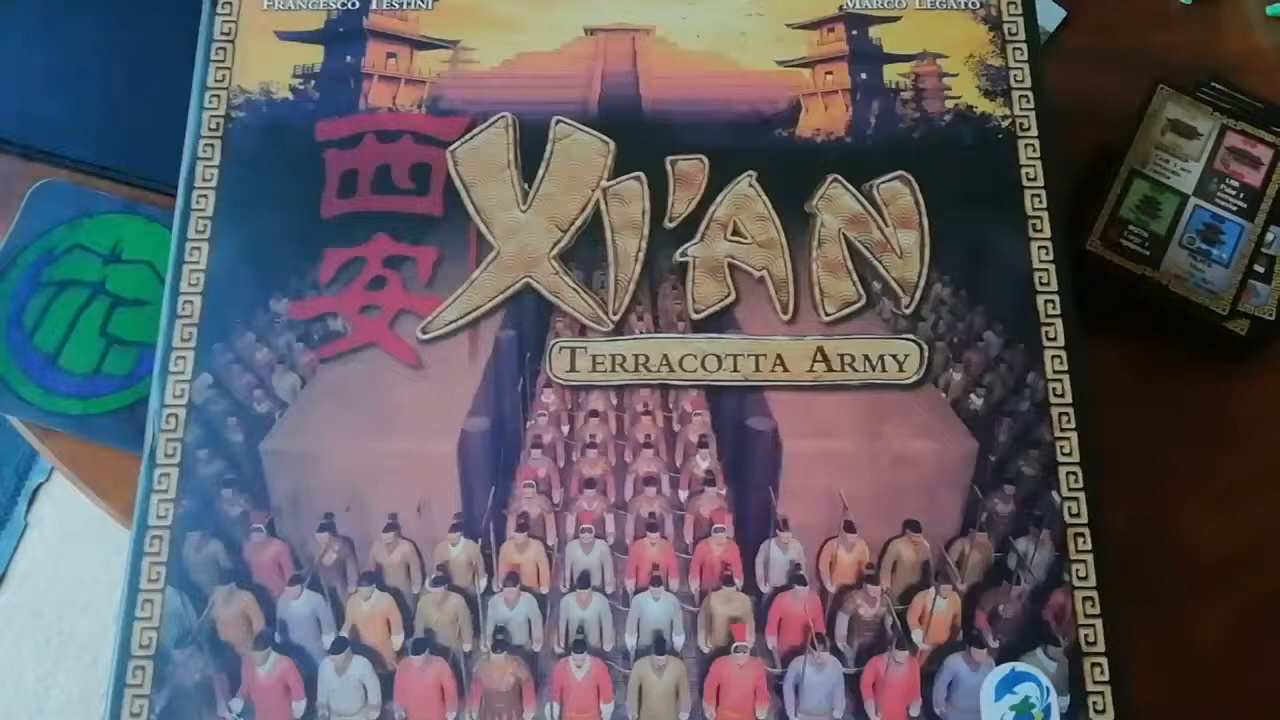 FRANCESCO TESTINI
MARCO LEGATO
西安
XI'AN
TERRACOTTA ARMY